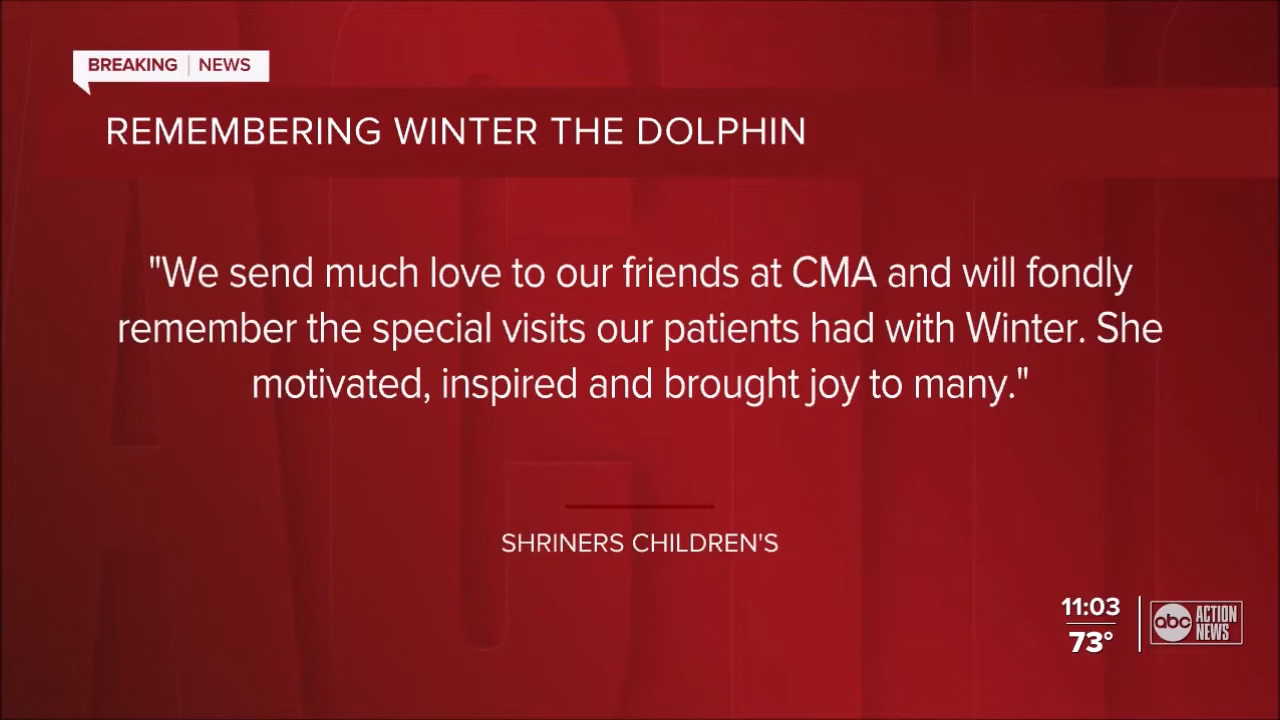 BREAKING | NEWS
REMEMBERING WINTER THE DOLPHIN
"We send much love to our friends at CMA and will fondly
remember the special visits our patients had with Winter. She
motivated, inspired and brought joy to many."
SHRINERS CHILDREN'S
11:03
73°
abc ACTION
NEWS